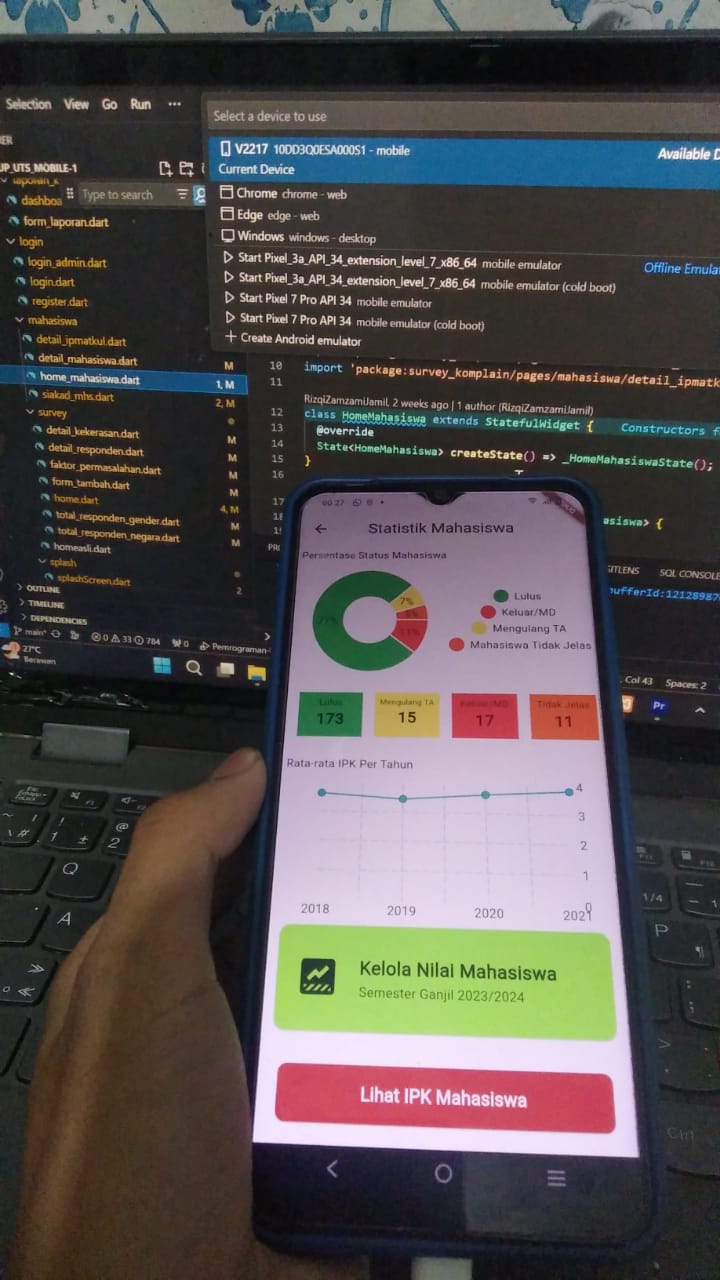 Selection View Go Run ...
Select a device to use
V2217 10DD3Q0ESA000S1 - mobile Available D
Current Device
UP_UTS_MOBILE-1
Type to search
Chrome chrome - web
Edge edge - web
Windows windows - desktop
Start Pixel_3a_API_34_extension_level_7_x86_64 mobile emulator Offline Emula
Start Pixel_3a_API_34_extension_level_7_x86_64 mobile emulator (cold boot)
Start Pixel 7 Pro API 34 mobile emulator
Start Pixel 7 Pro API 34 mobile emulator (cold boot)
Create Android emulator
dashboa
form_laporan.dart
login
login_admin.dart
login.dart
register.dart
mahasiswa
detail_ipmatkul.dart
detail_mahasiswa.dart M
home_mahasiswa.dart 1, M
siakad_mhs.dart 2, M
survey
detail_kekerasan.dart M
detail_responden.dart M
faktor_permasalahan.dart M
form_tambah.dart M
home.dart 4, M
total_responden_gender.dart M
total_responden_negara.dart M
homeasli.dart M
splash
splashScreen.dart 2
OUTLINE
TIMELINE
DEPENDENCIES
main* 0 33 784 0 Pemrograman-
27°C
Berawan
10 import 'package:survey_komplain/pages/mahasiswa/detail_ipmatk
11
RizqiZamzamiJamil, 2 weeks ago | 1 author (RizqiZamzamiJamil)
12 class HomeMahasiswa extends StatefulWidget { Constructors f
13 @override
14 State<HomeMahasiswa> createState() => _HomeMahasiswaState();
15 }
16
17
asiswa> {
GITLENS SQL CONSOLE
bufferId:12128987
, Col 43 Spaces: 2
Pr
00:27
Statistik Mahasiswa
Persentase Status Mahasiswa
7%
77%
11%
Lulus
Keluar/MD
Mengulang TA
Mahasiswa Tidak Jelas
Lulus Mengulang TA Keluar/MD Tidak Jelas
173 15 17 11
Rata-rata IPK Per Tahun
4
3
2
1
0
2018 2019 2020 2021
Kelola Nilai Mahasiswa
Semester Ganjil 2023/2024
Lihat IPK Mahasiswa
Q
A
P
Ctrl